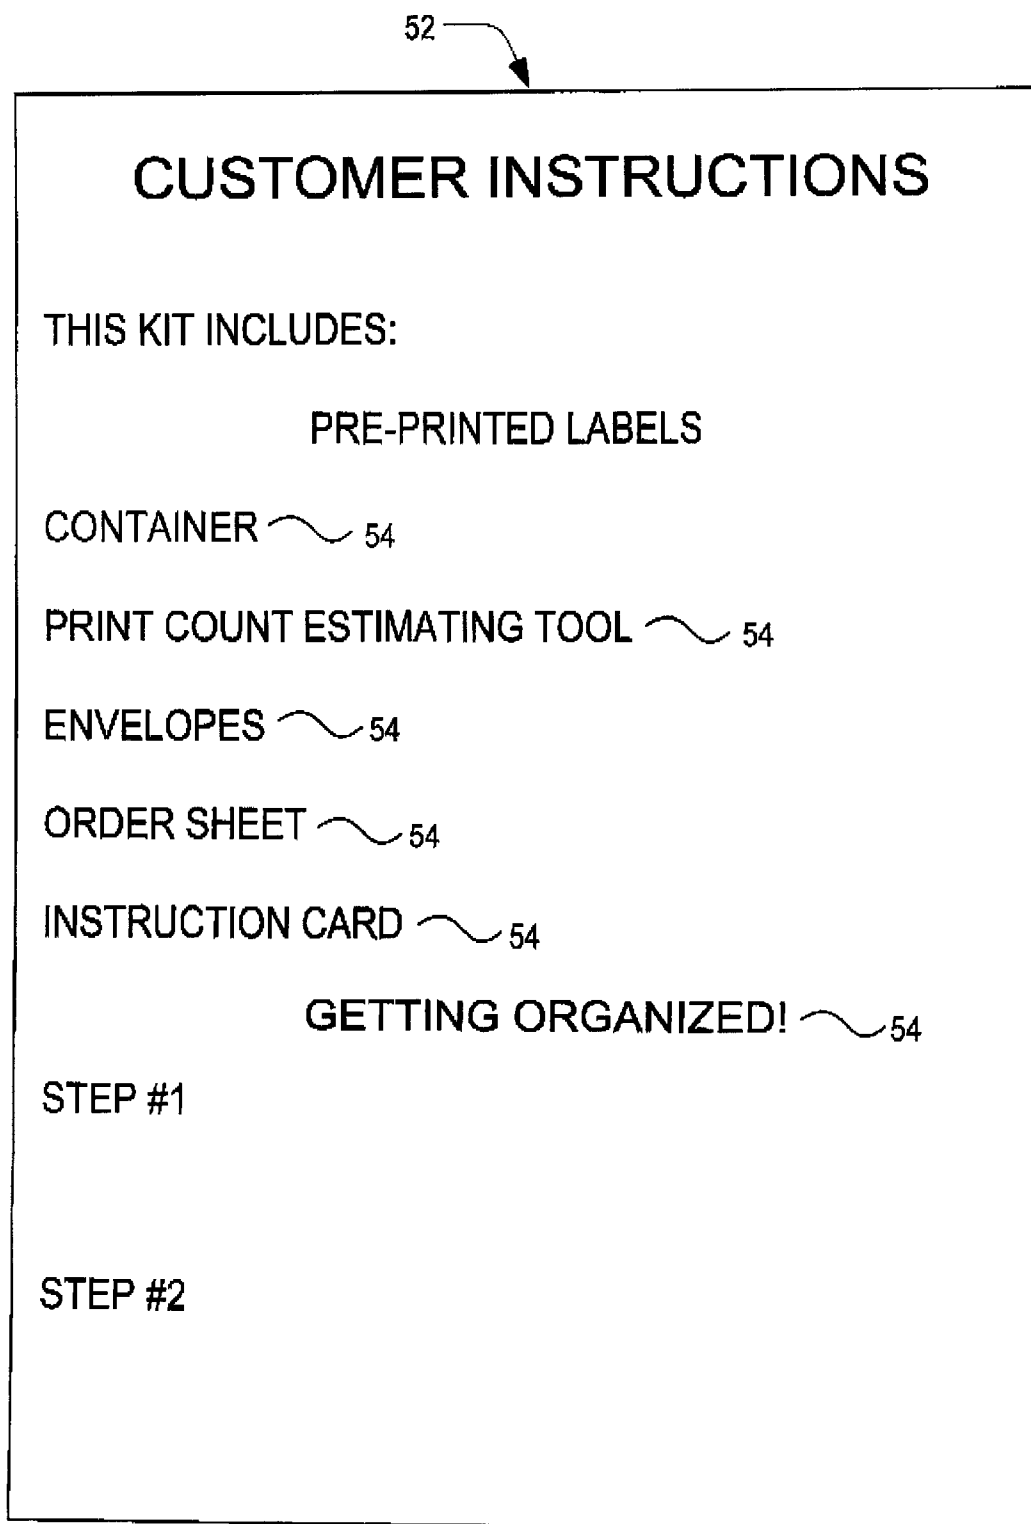 52
CUSTOMER INSTRUCTIONS
THIS KIT INCLUDES:
PRE-PRINTED LABELS
CONTAINER 54
PRINT COUNT ESTIMATING TOOL 54
ENVELOPES 54
ORDER SHEET 54
INSTRUCTION CARD 54
GETTING ORGANIZED! 54
STEP #1
STEP #2